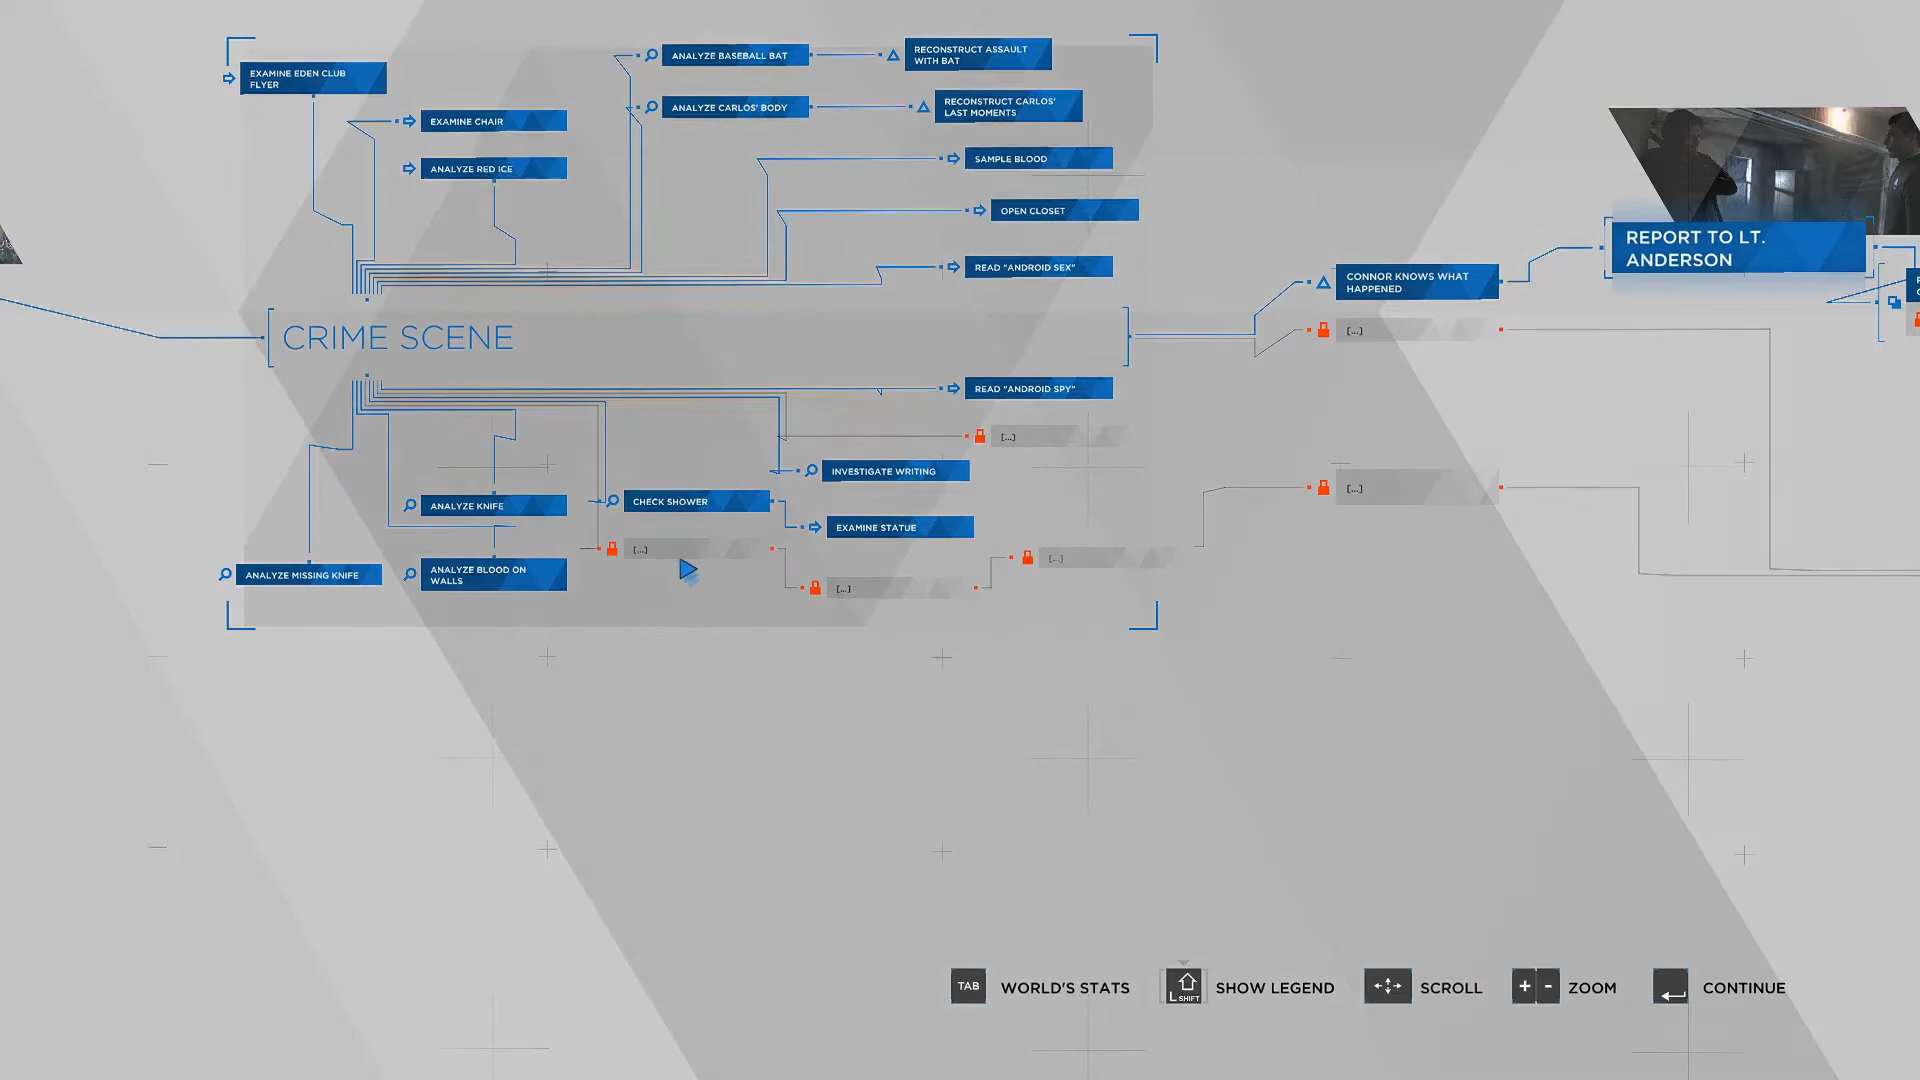 ANALYZE BASEBALL BAT
RECONSTRUCT ASSAULT
WITH BAT
EXAMINE EDEN CLUB
FLYER
ANALYZE CARLOS' BODY
RECONSTRUCT CARLOS'
LAST MOMENTS
EXAMINE CHAIR
SAMPLE BLOOD
ANALYZE RED ICE
OPEN CLOSET
REPORT TO LT.
ANDERSON
READ "ANDROID SEX"
CONNOR KNOWS WHAT
HAPPENED
CRIME SCENE
[...]
READ "ANDROID SPY"
[...]
INVESTIGATE WRITING
[...]
ANALYZE KNIFE
CHECK SHOWER
EXAMINE STATUE
[...]
[...]
ANALYZE MISSING KNIFE
ANALYZE BLOOD ON
WALLS
[...]
TAB WORLD'S STATS
L SHIFT SHOW LEGEND
SCROLL
+ - ZOOM
CONTINUE